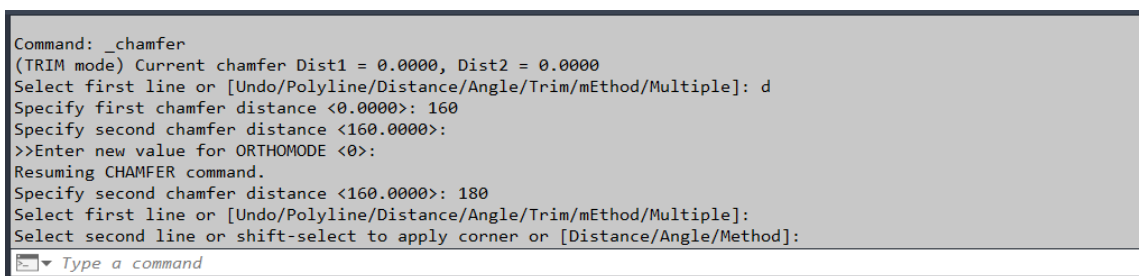 Command: _chamfer
(TRIM mode) Current chamfer Dist1 = 0.0000, Dist2 = 0.0000
Select first line or [Undo/Polyline/Distance/Angle/Trim/mEthod/Multiple]: d
Specify first chamfer distance <0.0000>: 160
Specify second chamfer distance <160.0000>:
>>Enter new value for ORTHOMODE <0>:
Resuming CHAMFER command.
Specify second chamfer distance <160.0000>: 180
Select first line or [Undo/Polyline/Distance/Angle/Trim/mEthod/Multiple]:
Select second line or shift-select to apply corner or [Distance/Angle/Method]:
Type a command